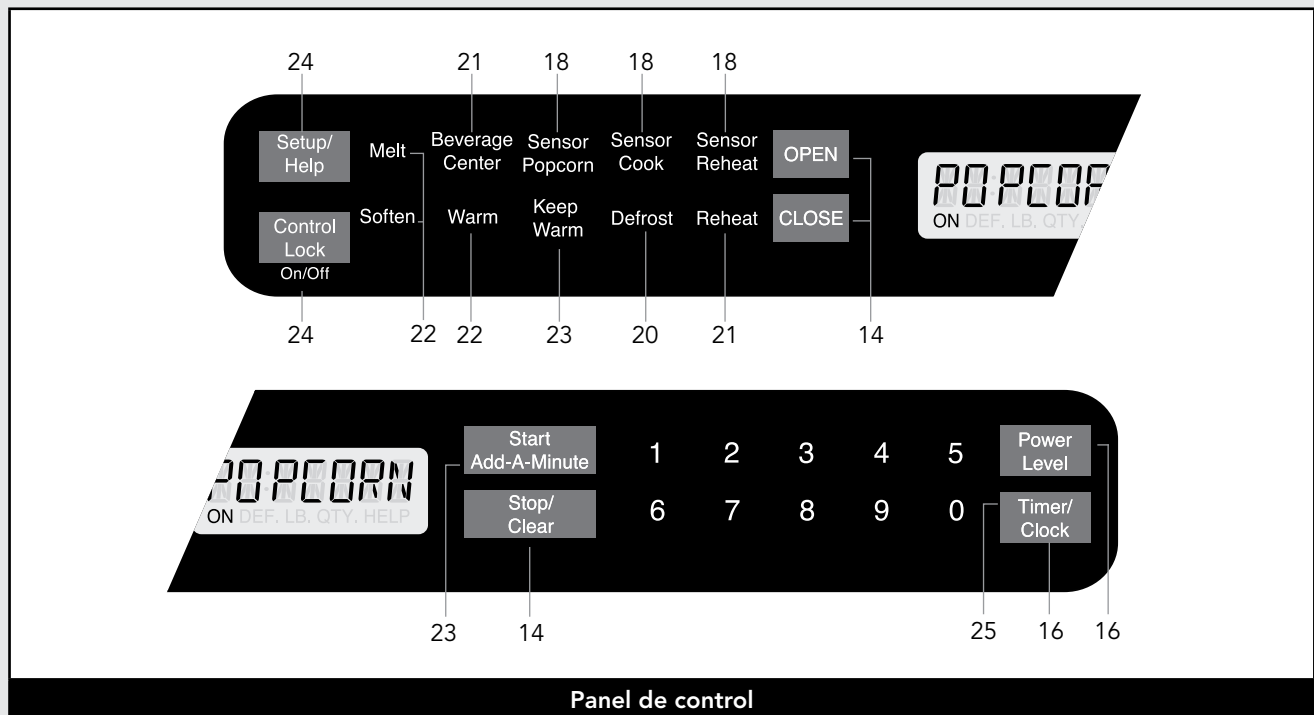 24 21 18 18 18
Setup/
Help
Melt
Beverage
Center
Sensor
Popcorn
Sensor
Cook
Sensor
Reheat
OPEN
POPCOR
ON DEF. LB. QTY.
Control
Lock
On/Off
Soften
Warm
Keep
Warm
Defrost
Reheat
CLOSE
24 22 22 23 20 21 14
POPCORN
ON DEF. LB. QTY. HELP
Start
Add-A-Minute
1 2 3 4 5
Power
Level
Stop/
Clear
6 7 8 9 0
Timer/
Clock
23 14 25 16 16
Panel de control